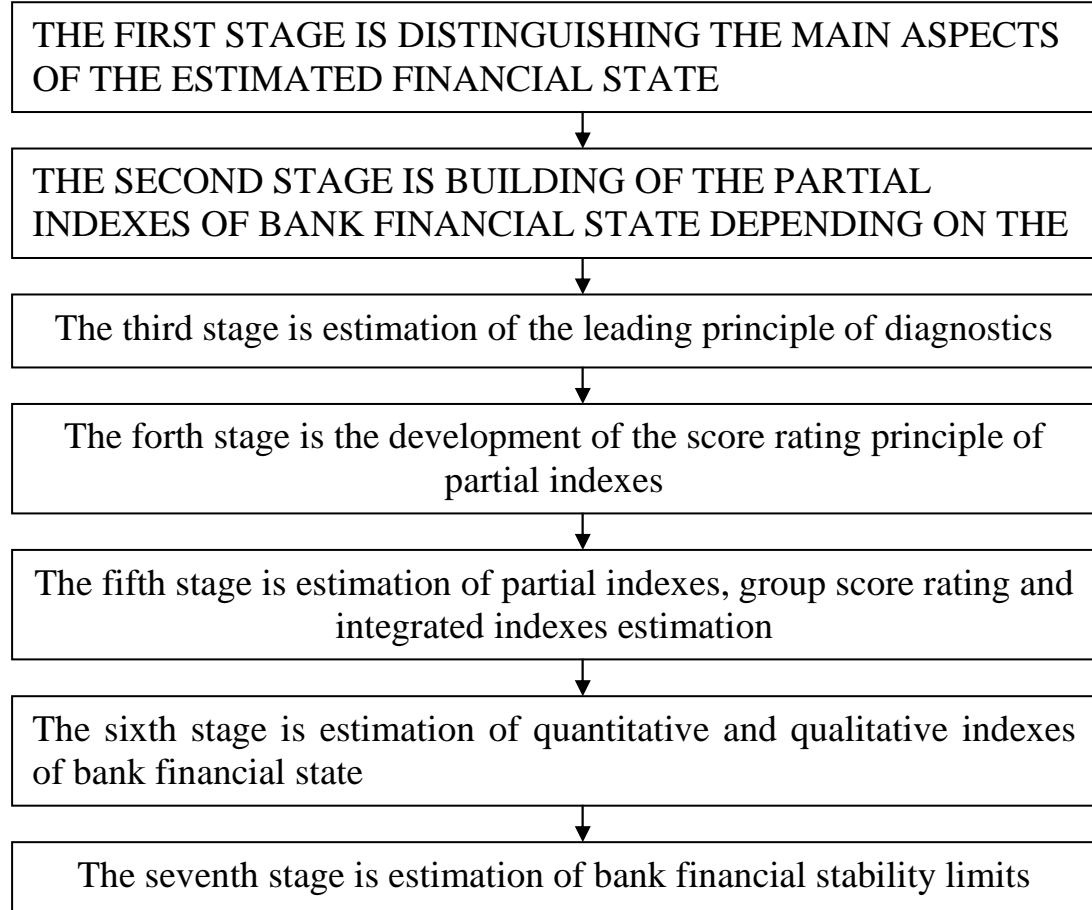 THE FIRST STAGE IS DISTINGUISHING THE MAIN ASPECTS
OF THE ESTIMATED FINANCIAL STATE
THE SECOND STAGE IS BUILDING OF THE PARTIAL
INDEXES OF BANK FINANCIAL STATE DEPENDING ON THE
The third stage is estimation of the leading principle of diagnostics
The forth stage is the development of the score rating principle of
partial indexes
The fifth stage is estimation of partial indexes, group score rating and
integrated indexes estimation
The sixth stage is estimation of quantitative and qualitative indexes
of bank financial state
The seventh stage is estimation of bank financial stability limits